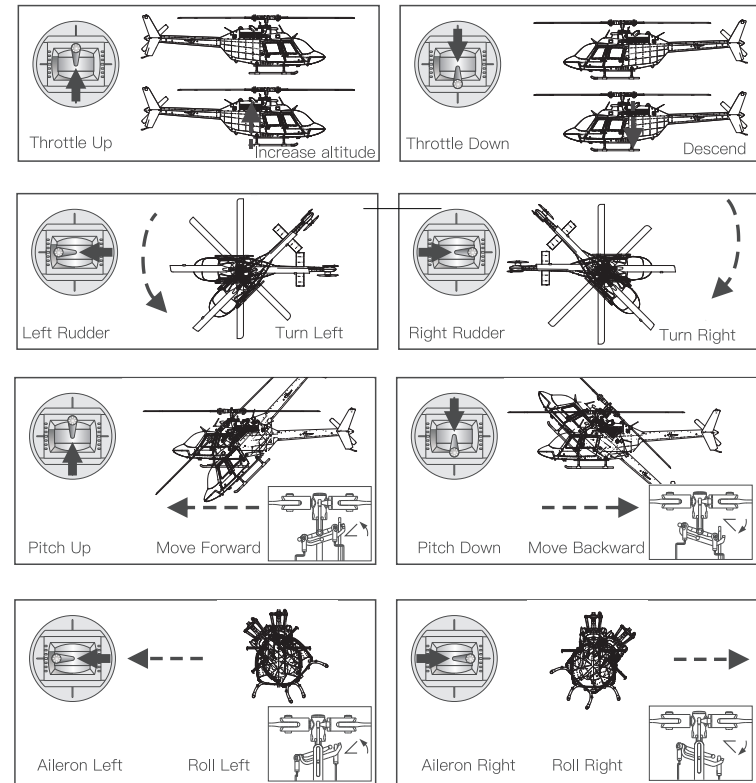 Throttle Up
Increase altitude
Throttle Down
Descend
Left Rudder
Turn Left
Right Rudder
Turn Right
Pitch Up
Move Forward
Pitch Down
Move Backward
Aileron Left
Roll Left
Aileron Right
Roll Right